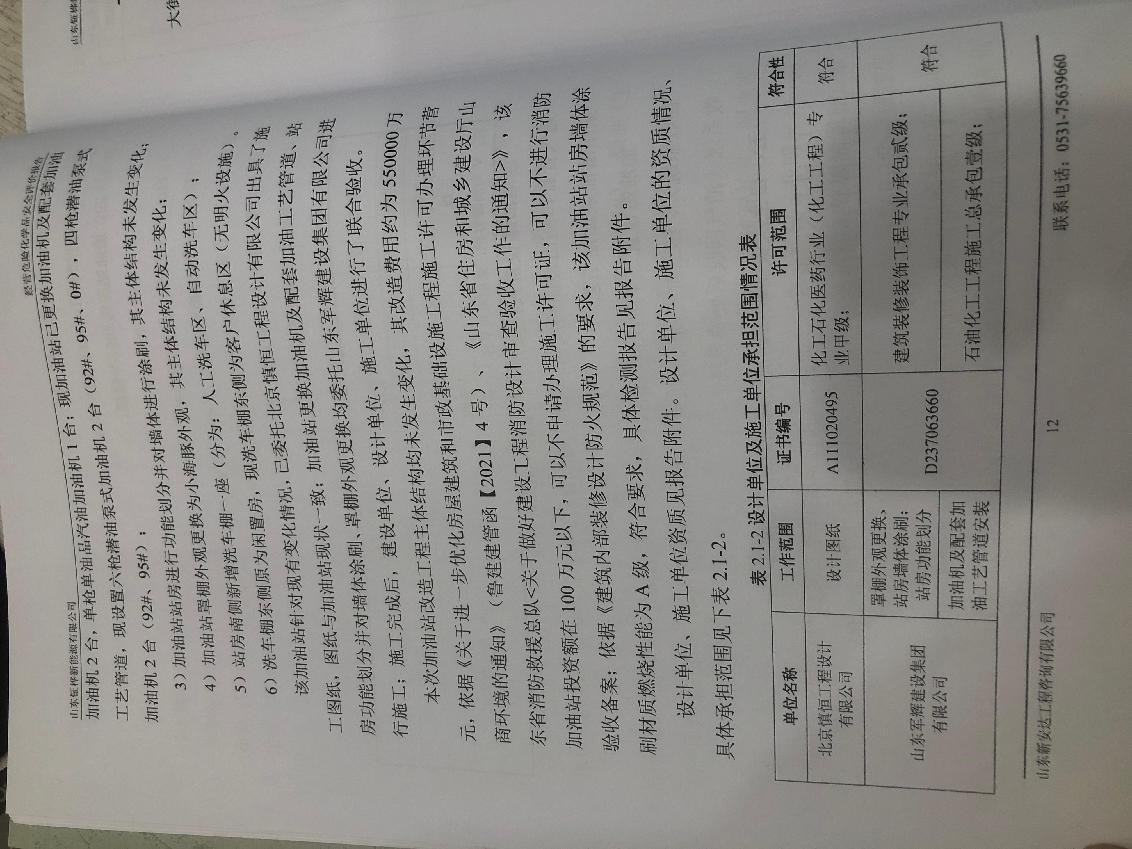 经营危险化学品安全评价报告
加油机 2 台，单枪单油品汽油加油机 1 台；现加油站已更换加油机及配套加油
工艺管道，现设置六枪潜油泵式加油机 2 台（92#、95#、0#），四枪潜油泵式
加油机 2 台（92#、95#）；
3）加油站站房进行功能划分并对墙体进行涂刷，其主体结构未发生变化；
4）加油站罩棚外观更换为小海豚外观，其主体结构未发生变化；
5）站房南侧新增洗车棚一座（分为：人工洗车区、自动洗车区）；
6）洗车棚东侧原为闲置房，现洗车棚东侧为客户休息区（无明火设施）。
该加油站针对现有变化情况，己委托北京慎恒工程设计有限公司出具了施
工图纸，图纸与加油站现状一致；加油站更换加油机及配套加油工艺管道、站
房功能划分并对墙体涂刷、罩棚外观更换均委托山东军辉建设集团有限公司进
行施工；施工完成后，建设单位、设计单位、施工单位进行了联合验收。
本次加油站改造工程主体结构均未发生变化，其改造费用约为 550000 万
元，依据《关于进一步优化房屋建筑和市政基础设施工程施工许可办理环节营
商环境的通知》（鲁建建管函【2021】4 号）、《山东省住房和城乡建设厅山
东省消防救援总队<关于做好建设工程消防设计审查验收工作的通知>》，该
加油站投资额在 100 万元以下，可以不申请办理施工许可证，可以不进行消防
验收备案；依据《建筑内部装修设计防火规范》的要求，该加油站站房墙体涂
刷材质燃烧性能为 A 级，符合要求，具体检测报告见报告附件。
设计单位、施工单位资质见报告附件。设计单位、施工单位的资质情况、
具体承担范围见下表 2.1-2。
表 2.1-2 设计单位及施工单位承担范围情况表
单位名称 工作范围 证书编号 许可范围 符合性
北京慎恒工程设计
有限公司
设计图纸
A111020495
化工石化医药行业（化工工程）专
业甲级；
符合
山东军辉建设集团
有限公司
罩棚外观更换、
站房墙体涂刷；
站房功能划分
D237063660
建筑装修装饰工程专业承包贰级；
符合
加油机及配套加
油工艺管道安装
石油化工工程施工总承包壹级；
山东新安达工程咨询有限公司 12 联系电话：0531-75639660